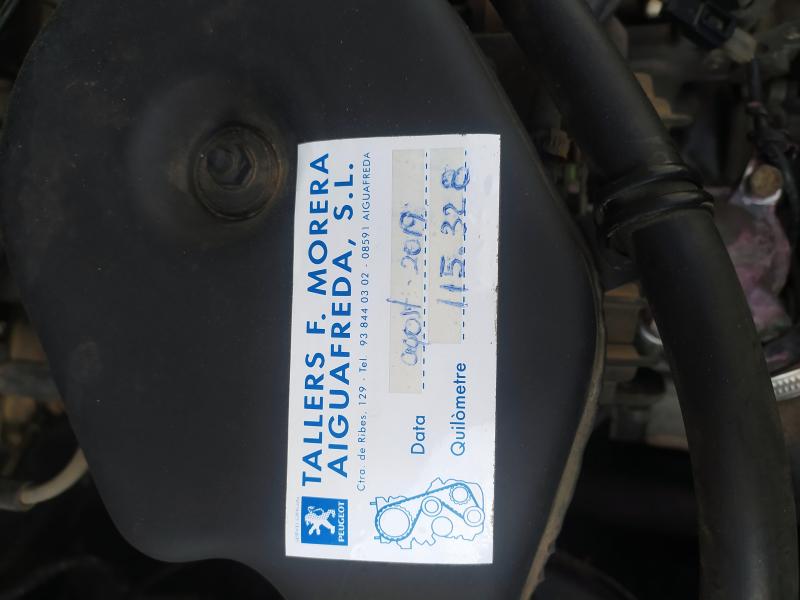 TALLERS F. MORERA
AIGUAFREDA, S.L.
Ctra. de Ribes, 129 - Tel. 93 844 03 02 - 08591 AIGUAFREDA
PEUGEOT
Data agost - 2019
Quilòmetre 115.328